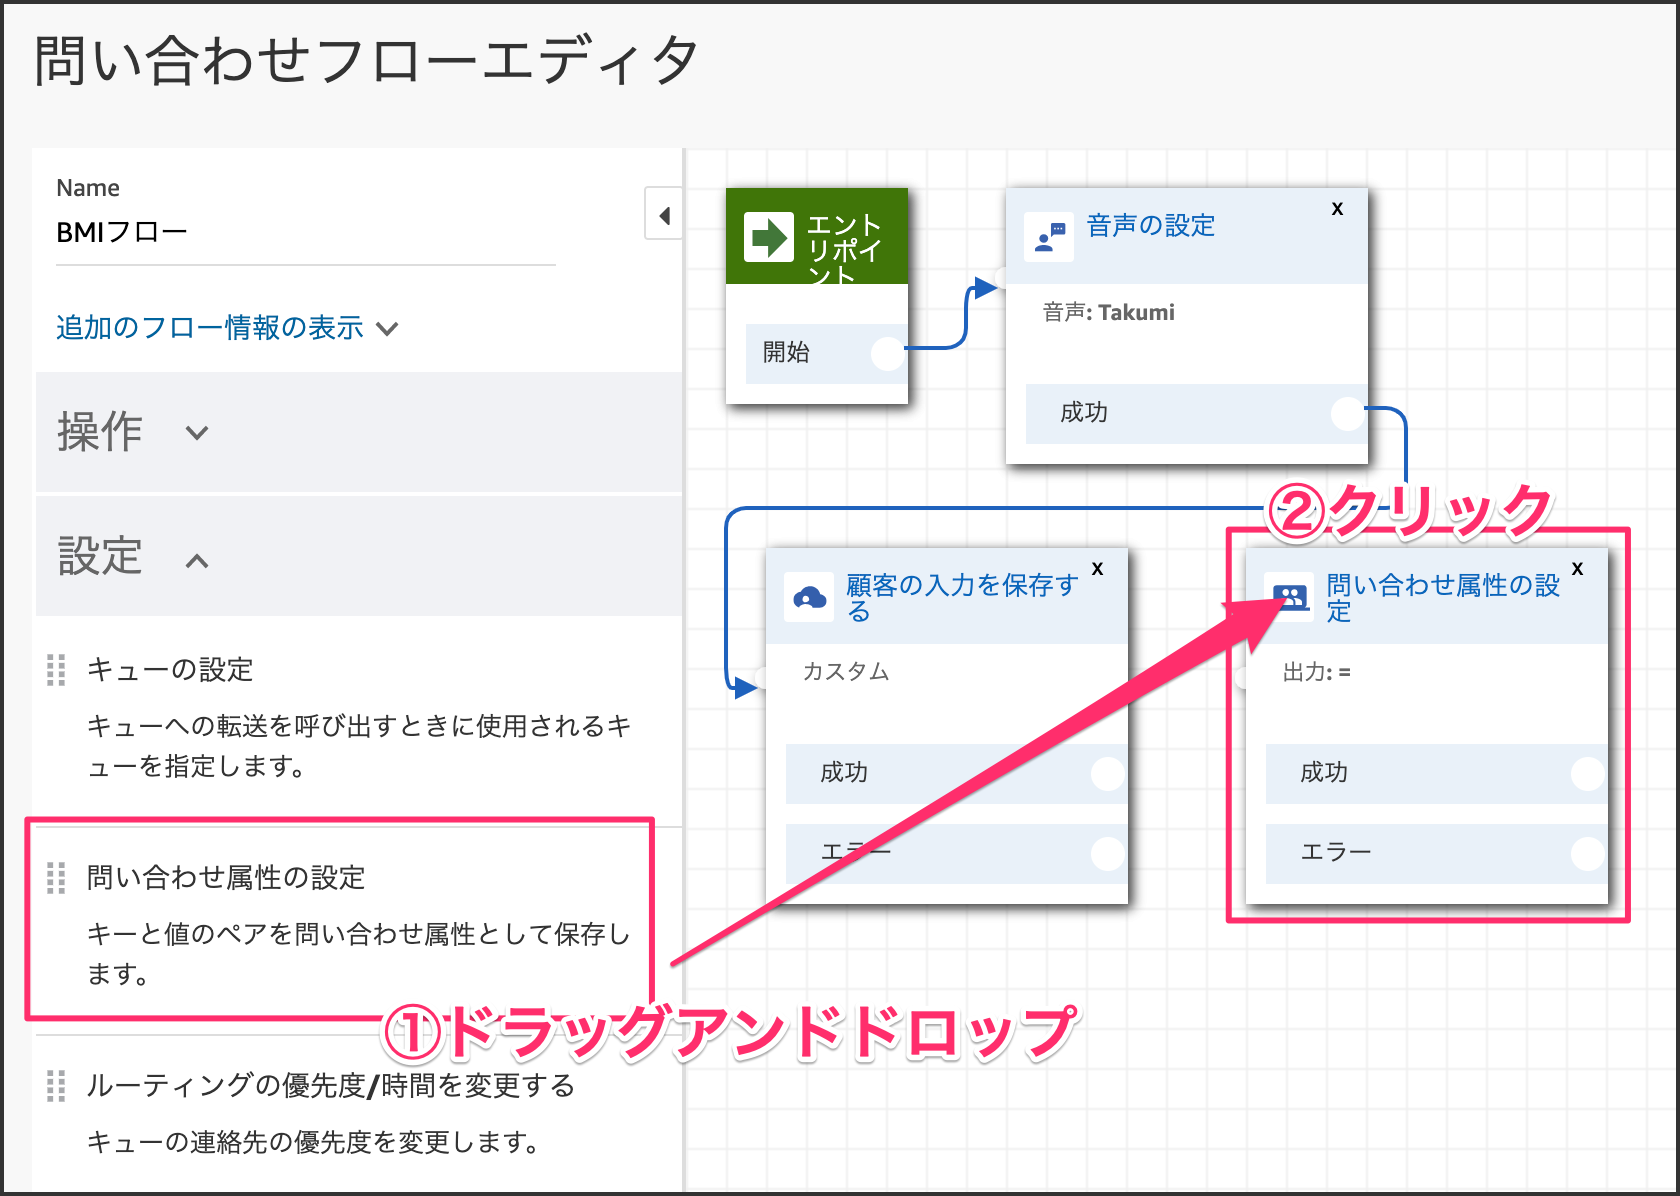 問い合わせフローエディタ
Name
BMIフロー
追加のフロー情報の表示
操作
設定
キューの設定
キューへの転送を呼び出すときに使用されるキ
ューを指定します。
問い合わせ属性の設定
キーと値のペアを問い合わせ属性として保存し
ます。
①ドラッグアンドドロップ
ルーティングの優先度/時間を変更する
キューの連絡先の優先度を変更します。
エント
リポイ
ント
開始
音声の設定
x
音声: Takumi
成功
②クリック
顧客の入力を保存す
る
x
カスタム
成功
エラー
問い合わせ属性の設
定
x
出力: =
成功
エラー